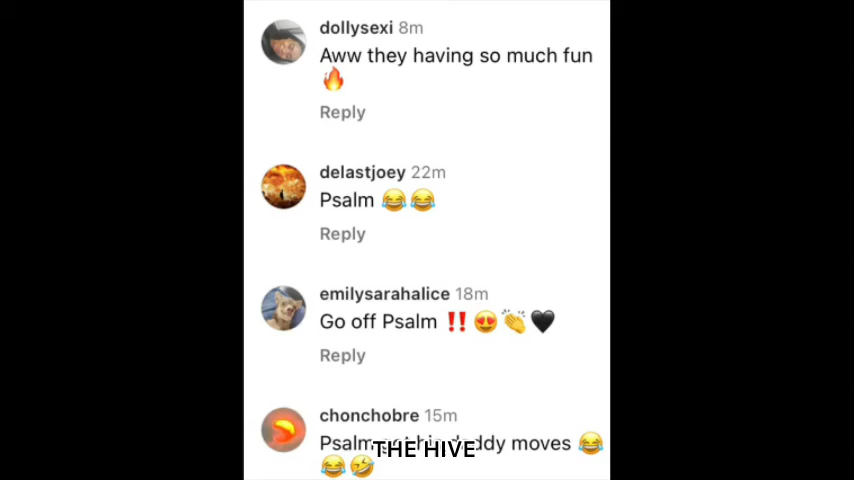 dollysexi 8m
Aww they having so much fun
🔥
Reply
delastjoey 22m
Psalm 😂😂
Reply
emilysarahalice 18m
Go off Psalm ‼️😍👏🖤
Reply
chonchobre 15m
Psalm daddy moves 😂
THE HIVE
😂🤣